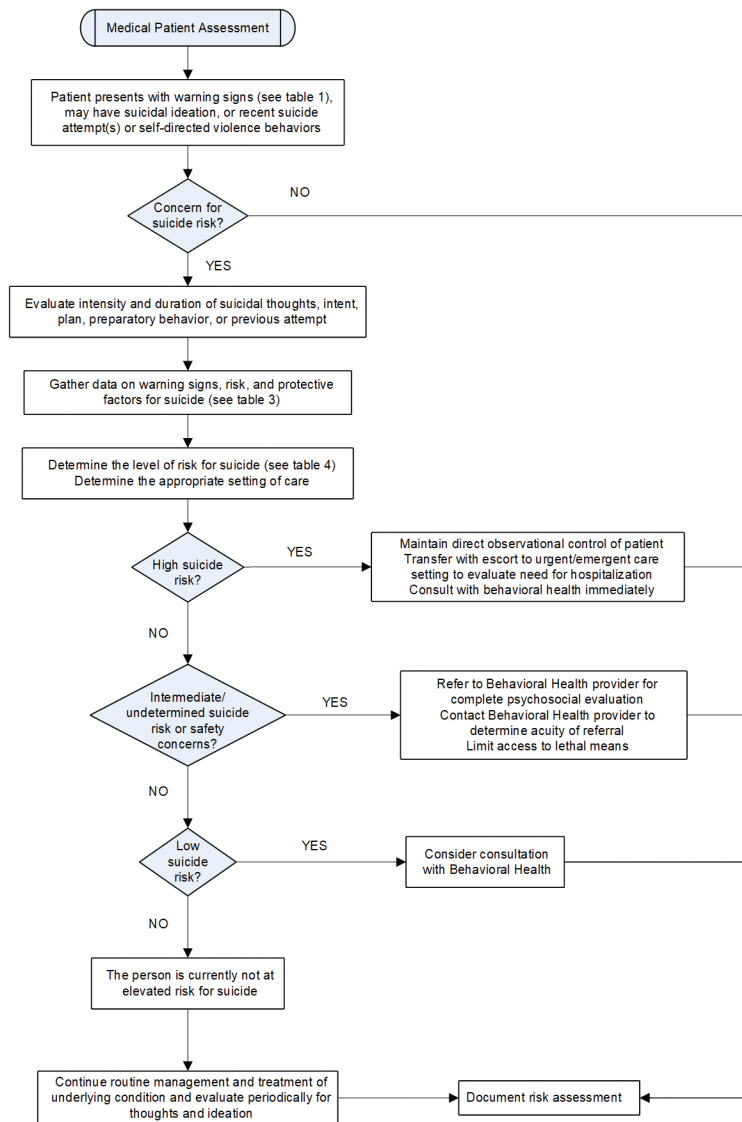 Medical Patient Assessment
Patient presents with warning signs (see table 1),
may have suicidal ideation, or recent suicide
attempt(s) or self-directed violence behaviors
NO
Concern for
suicide risk?
YES
Evaluate intensity and duration of suicidal thoughts, intent,
plan, preparatory behavior, or previous attempt
Gather data on warning signs, risk, and protective
factors for suicide (see table 3)
Determine the level of risk for suicide (see table 4)
Determine the appropriate setting of care
High suicide
risk?
YES
Maintain direct observational control of patient
Transfer with escort to urgent/emergent care
setting to evaluate need for hospitalization
Consult with behavioral health immediately
NO
Intermediate/
undetermined suicide
risk or safety
concerns?
YES
Refer to Behavioral Health provider for
complete psychosocial evaluation
Contact Behavioral Health provider to
determine acuity of referral
Limit access to lethal means
NO
Low
suicide
risk?
YES
Consider consultation
with Behavioral Health
NO
The person is currently not at
elevated risk for suicide
Continue routine management and treatment of
underlying condition and evaluate periodically for
thoughts and ideation
Document risk assessment